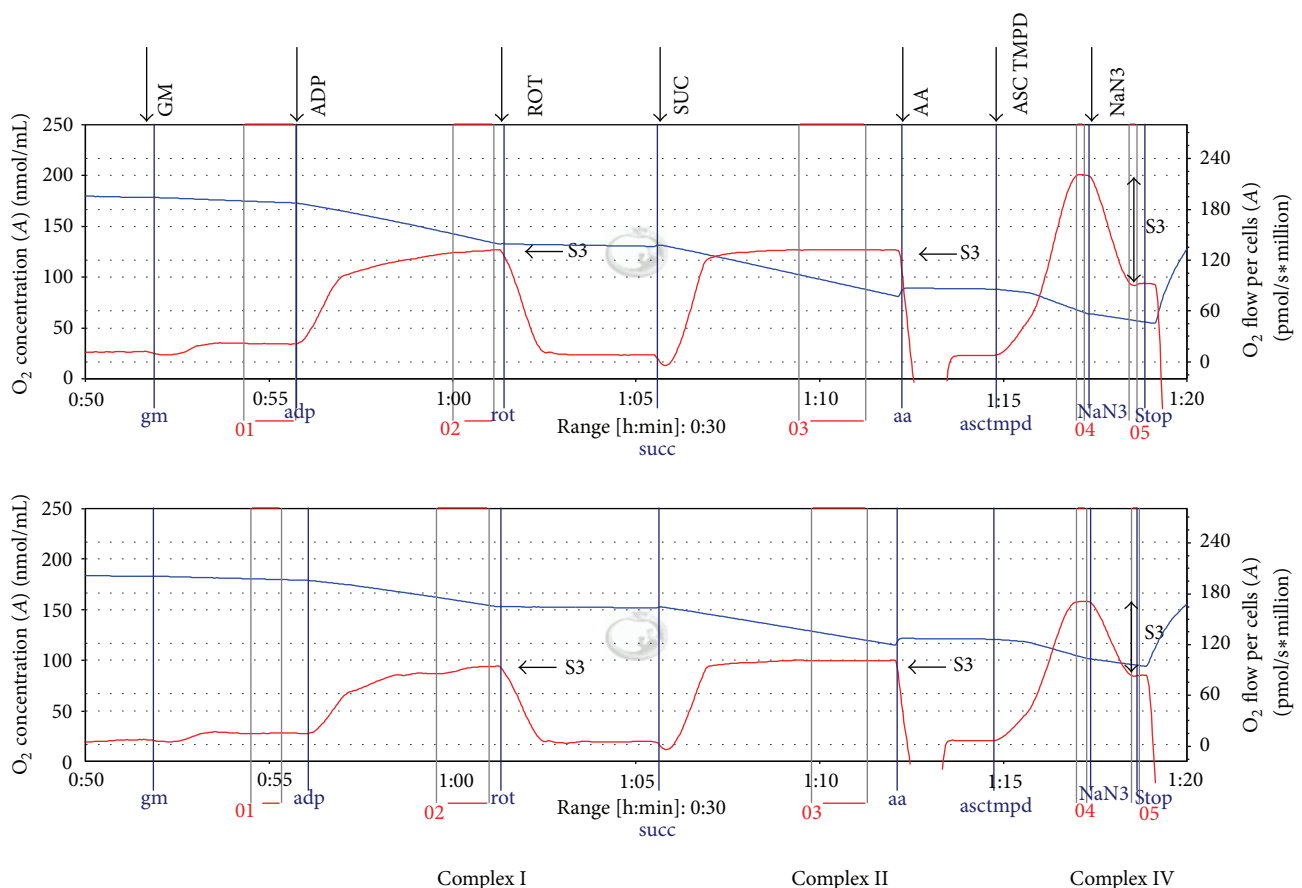 GM
ADP
ROT
SUC
AA
ASC TMPD
NaN3
O₂ concentration (A) (nmol/mL)
250
200
150
100
50
0
240
180
120
60
0
O₂ flow per cells (A)
(pmol/s∗million)
S3
S3
S3
0:50
0:55
1:00
1:05
1:10
1:15
1:20
gm
01
adp
02
rot
Range [h:min]: 0:30
succ
03
aa
asctmpd
NaN3
04
Stop
05
O₂ concentration (A) (nmol/mL)
250
200
150
100
50
0
240
180
120
60
0
O₂ flow per cells (A)
(pmol/s∗million)
S3
S3
S3
0:50
0:55
1:00
1:05
1:10
1:15
1:20
gm
01
adp
02
rot
Range [h:min]: 0:30
succ
03
aa
asctmpd
NaN3
04
Stop
05
Complex I
Complex II
Complex IV